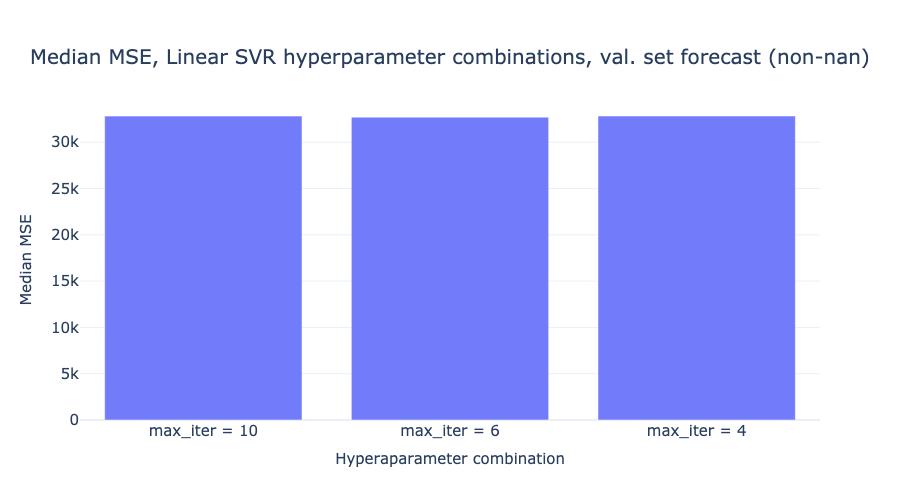 Median MSE, Linear SVR hyperparameter combinations, val. set forecast (non-nan)
30k
25k
20k
15k
10k
5k
0
Median MSE
max_iter = 10
max_iter = 6
max_iter = 4
Hyperaparameter combination